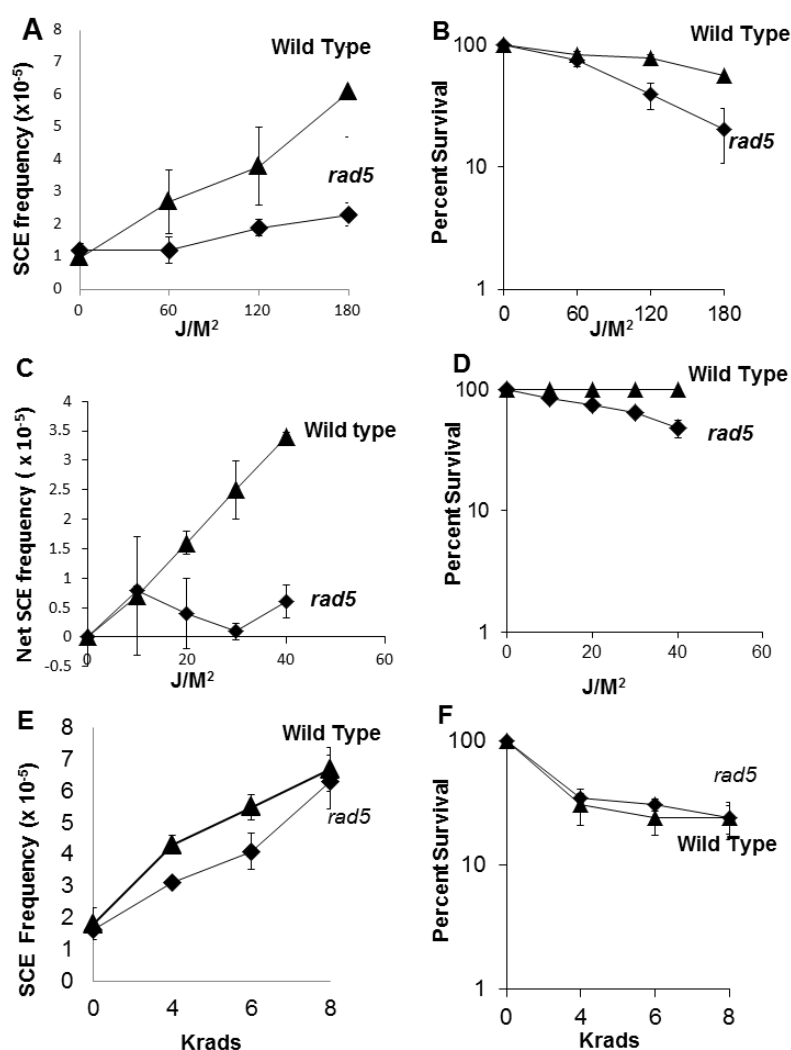 A
SCE frequency (x10⁻⁵)
8
7
6
5
4
3
2
1
0
Wild Type
rad5
0 60 120 180
J/M²
B
Percent Survival
100
10
1
Wild Type
rad5
0 60 120 180
J/M²
C
Net SCE frequency ( x 10⁻⁵)
4
3.5
3
2.5
2
1.5
1
0.5
0
-0.5
Wild type
rad5
0 20 40 60
J/M²
D
Percent Survival
100
10
1
Wild Type
rad5
0 20 40 60
J/M²
E
SCE Frequency (x 10⁻⁵)
8
7
6
5
4
3
2
1
0
Wild Type
rad5
0 4 6 8
Krads
F
Percent Survival
100
10
1
rad5
Wild Type
0 4 6 8
Krads